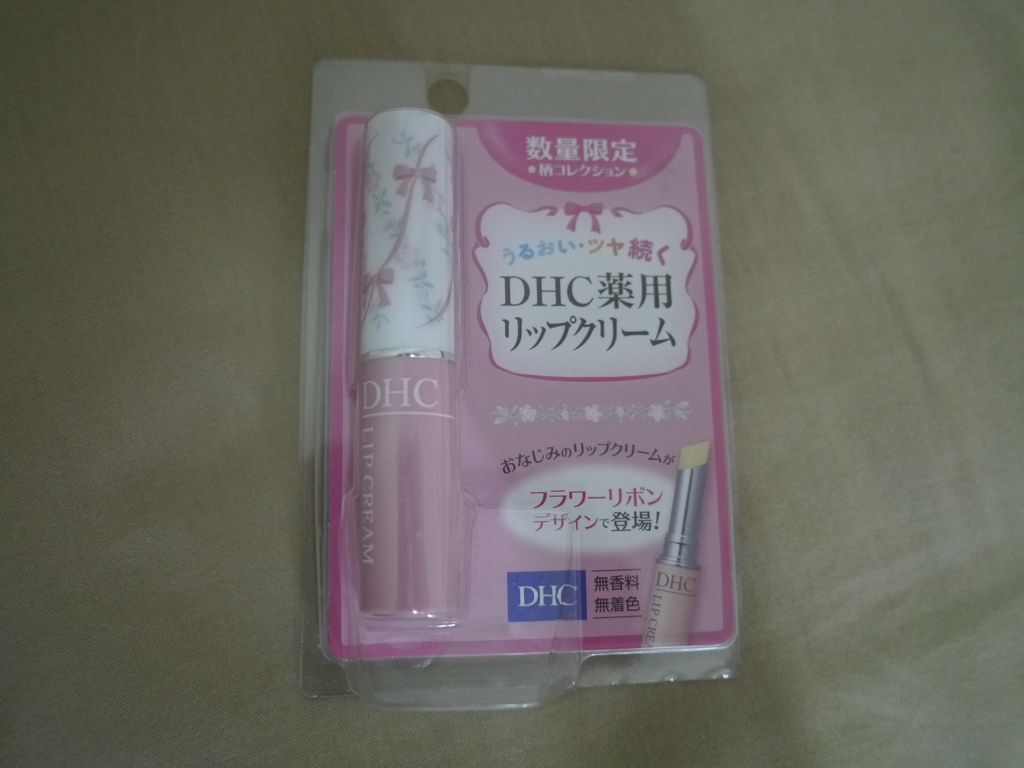 数量限定
柄コレクション
うるおい・ツヤ続く
DHC薬用
リップクリーム
DHC
LIP CREAM
おなじみのリップクリームが
フラワーリボン
デザインで登場!
DHC
無香料
無着色
DHC
LIP CREA